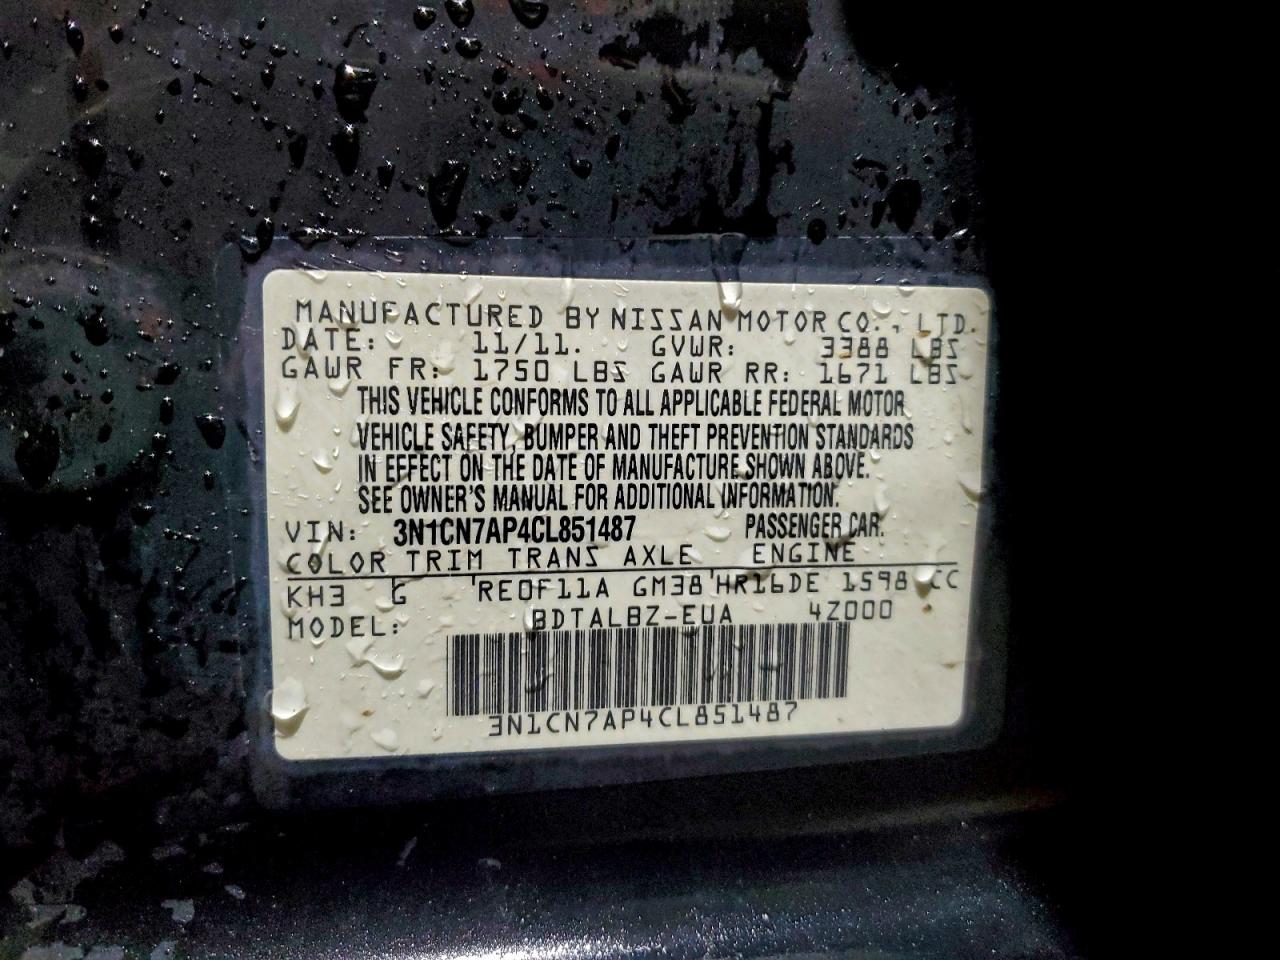 MANUFACTURED BY NISSAN MOTOR CO., LTD.
DATE: 11/11. GVWR: 3388 LBS
GAWR FR: 1750 LBS GAWR RR: 1671 LBS
THIS VEHICLE CONFORMS TO ALL APPLICABLE FEDERAL MOTOR
VEHICLE SAFETY, BUMPER AND THEFT PREVENTION STANDARDS
IN EFFECT ON THE DATE OF MANUFACTURE SHOWN ABOVE.
SEE OWNER'S MANUAL FOR ADDITIONAL INFORMATION.
VIN: 3N1CN7AP4CL851487 PASSENGER CAR.
COLOR TRIM TRANS AXLE ENGINE
KH3 G RE0F11A GM38 HR16DE 1598 CC
MODEL: BDTALBZ-EUA 4Z000
3N1CN7AP4CL851487